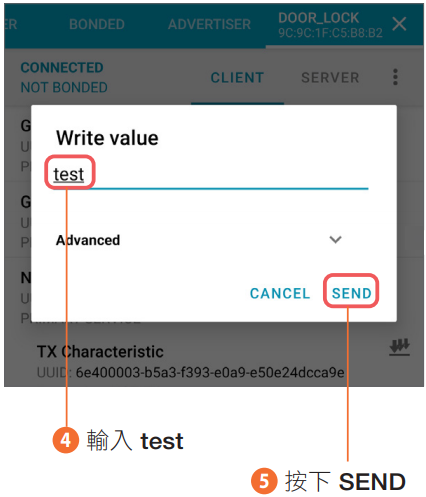 ER BONDED ADVERTISER DOOR_LOCK
9C:9C:1F:C5:B8:B2
CONNECTED
NOT BONDED
CLIENT SERVER
Write value
test
Advanced
CANCEL SEND
TX Characteristic
UUID: 6e400003-b5a3-f393-e0a9-e50e24dcca9e
4 輸入 test
5 按下 SEND